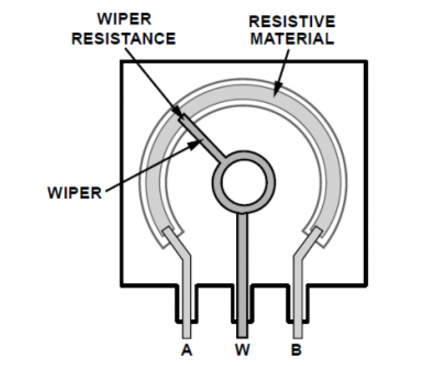 WIPER
RESISTANCE
RESISTIVE
MATERIAL
WIPER
A
W
B